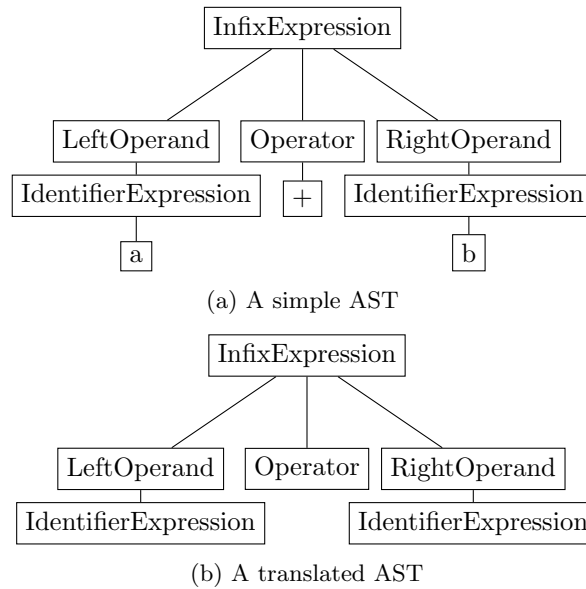 InfixExpression
LeftOperand Operator RightOperand
IdentifierExpression + IdentifierExpression
a b
(a) A simple AST
InfixExpression
LeftOperand Operator RightOperand
IdentifierExpression IdentifierExpression
(b) A translated AST